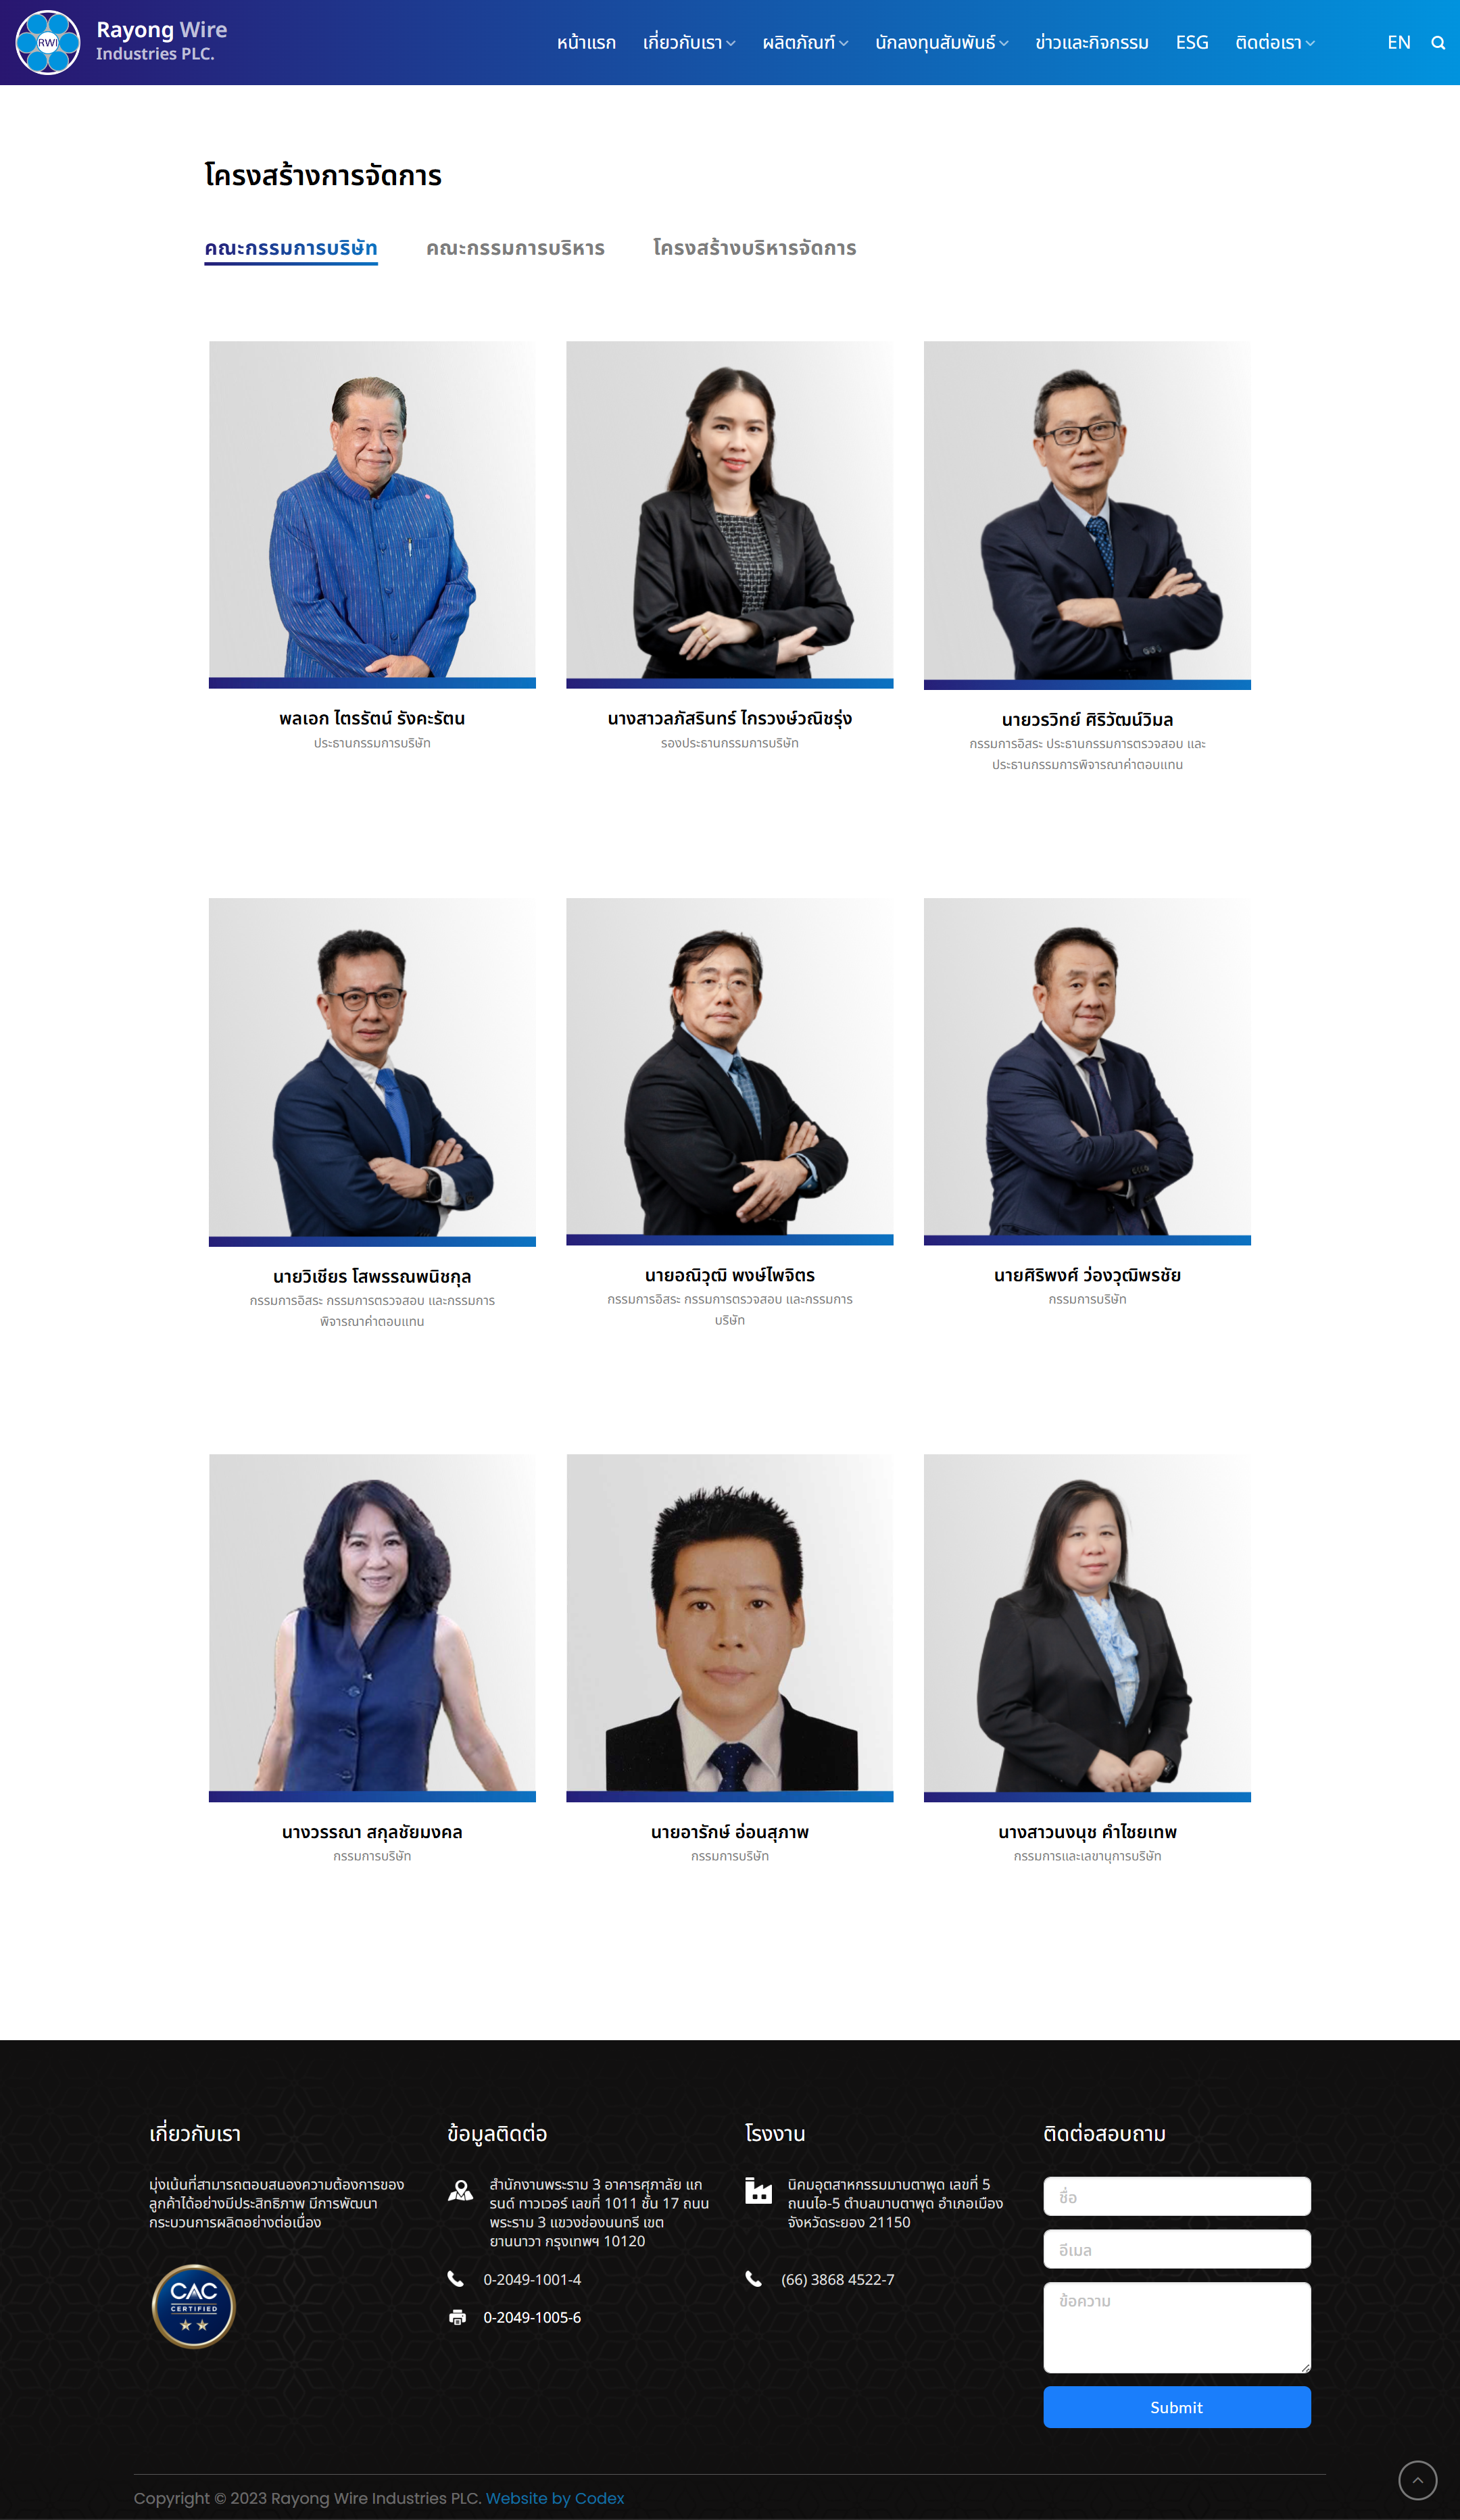 Rayong Wire
Industries PLC.
RWI
หน้าแรก เกี่ยวกับเรา ผลิตภัณฑ์ นักลงทุนสัมพันธ์ ข่าวและกิจกรรม ESG ติดต่อเรา EN
โครงสร้างการจัดการ
คณะกรรมการบริษัท คณะกรรมการบริหาร โครงสร้างบริหารจัดการ
พลเอก ไตรรัตน์ รังคะรัตน
ประธานกรรมการบริษัท
นางสาวลภัสรินทร์ ไกรวงษ์วณิชรุ่ง
รองประธานกรรมการบริษัท
นายวรวิทย์ ศิริวัฒน์วิมล
กรรมการอิสระ ประธานกรรมการตรวจสอบ และ
ประธานกรรมการพิจารณาค่าตอบแทน
นายวิเชียร โสพรรณพนิชกุล
กรรมการอิสระ กรรมการตรวจสอบ และกรรมการ
พิจารณาค่าตอบแทน
นายอณิวุฒิ พงษ์ไพจิตร
กรรมการอิสระ กรรมการตรวจสอบ และกรรมการ
บริษัท
นายศิริพงศ์ ว่องวุฒิพรชัย
กรรมการบริษัท
นางวรรณา สกุลชัยมงคล
กรรมการบริษัท
นายอารักษ์ อ่อนสุภาพ
กรรมการบริษัท
นางสาวนงนุช คำไชยเทพ
กรรมการและเลขานุการบริษัท
เกี่ยวกับเรา
มุ่งเน้นที่สามารถตอบสนองความต้องการของ
ลูกค้าได้อย่างมีประสิทธิภาพ มีการพัฒนา
กระบวนการผลิตอย่างต่อเนื่อง
CAC
CERTIFIED
ข้อมูลติดต่อ
สำนักงานพระราม 3 อาคารศุภาลัย แก
รนด์ ทาวเวอร์ เลขที่ 1011 ชั้น 17 ถนน
พระราม 3 แขวงช่องนนทรี เขต
ยานนาวา กรุงเทพฯ 10120
0-2049-1001-4
0-2049-1005-6
โรงงาน
นิคมอุตสาหกรรมมาบตาพุด เลขที่ 5
ถนนไอ-5 ตำบลมาบตาพุด อำเภอเมือง
จังหวัดระยอง 21150
(66) 3868 4522-7
ติดต่อสอบถาม
ชื่อ
อีเมล
ข้อความ
Submit
Copyright © 2023 Rayong Wire Industries PLC. Website by Codex